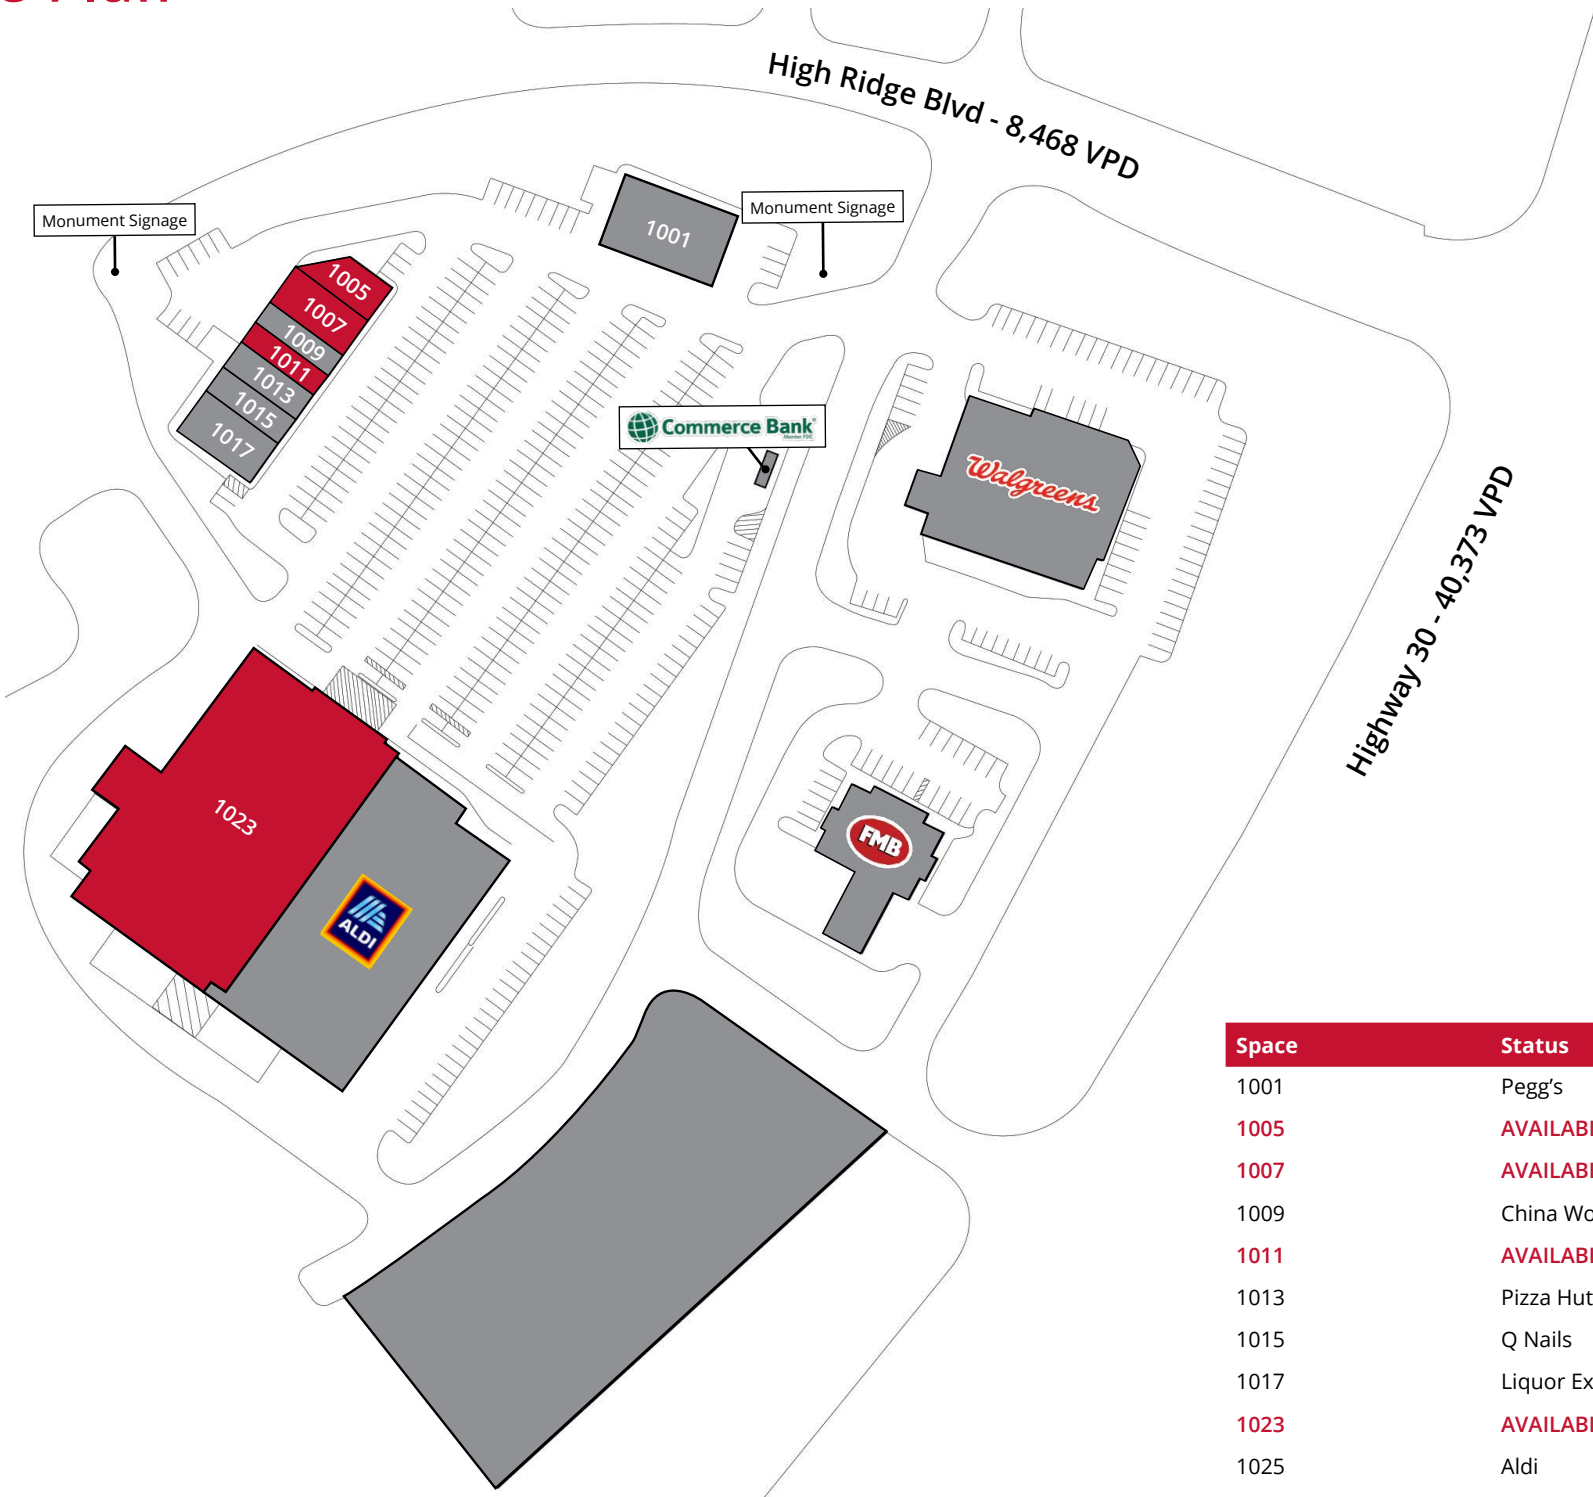 High Ridge Blvd - 8,468 VPD
Monument Signage
Monument Signage
1001
1005
1007
1009
1011
1013
1015
1017
Commerce Bank
Walgreens
Highway 30 - 40,373 VPD
1023
ALDI
FMB
Space Status
1001 Pegg's
1005
1007
1009 China
1011
1013 Pizza Hut
1015 Q Nails
1017 Liquor
1023
1025 Aldi